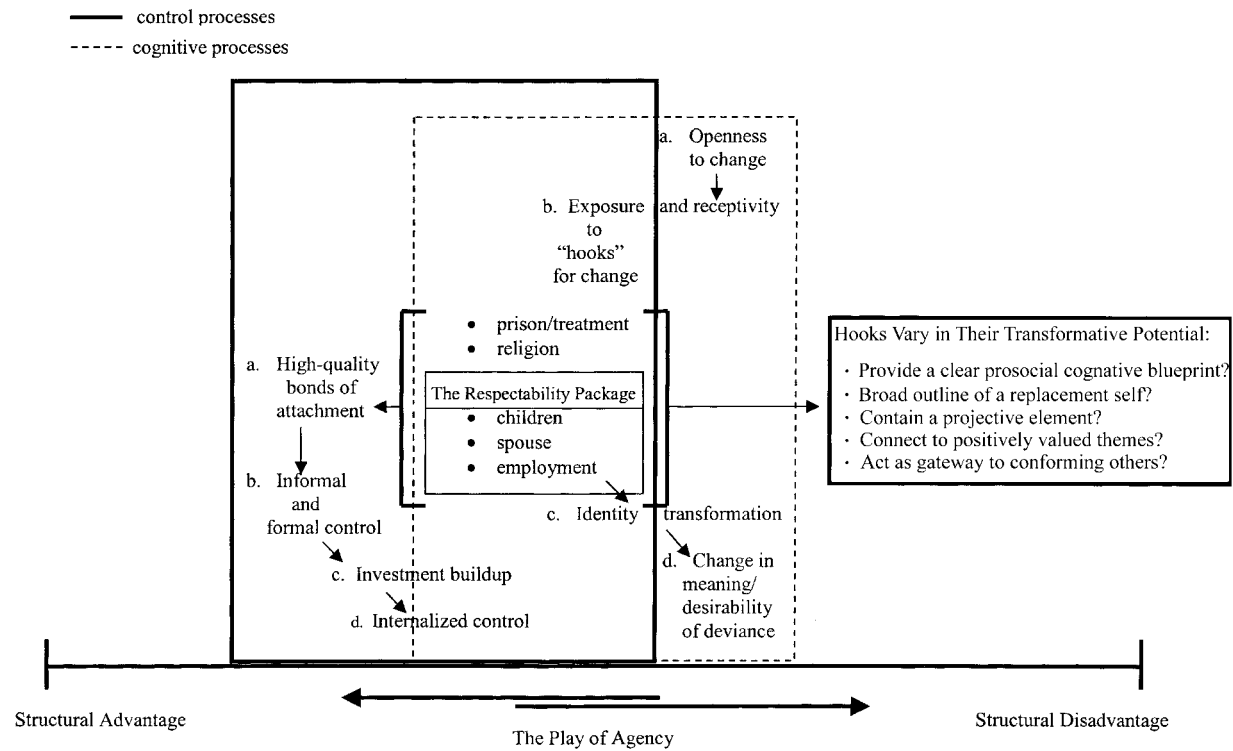 control processes
cognitive processes
a. Openness
to change
b. Exposure and receptivity
to
“hooks”
for change
• prison/treatment
• religion
The Respectability Package
• children
• spouse
• employment
a. High-quality
bonds of
attachment
b. Informal
and
formal control
c. Investment buildup
d. Internalized control
c. Identity transformation
d. Change in
meaning/
desirability
of deviance
Hooks Vary in Their Transformative Potential:
· Provide a clear prosocial cognitive blueprint?
· Broad outline of a replacement self?
· Contain a projective element?
· Connect to positively valued themes?
· Act as gateway to conforming others?
Structural Advantage
The Play of Agency
Structural Disadvantage